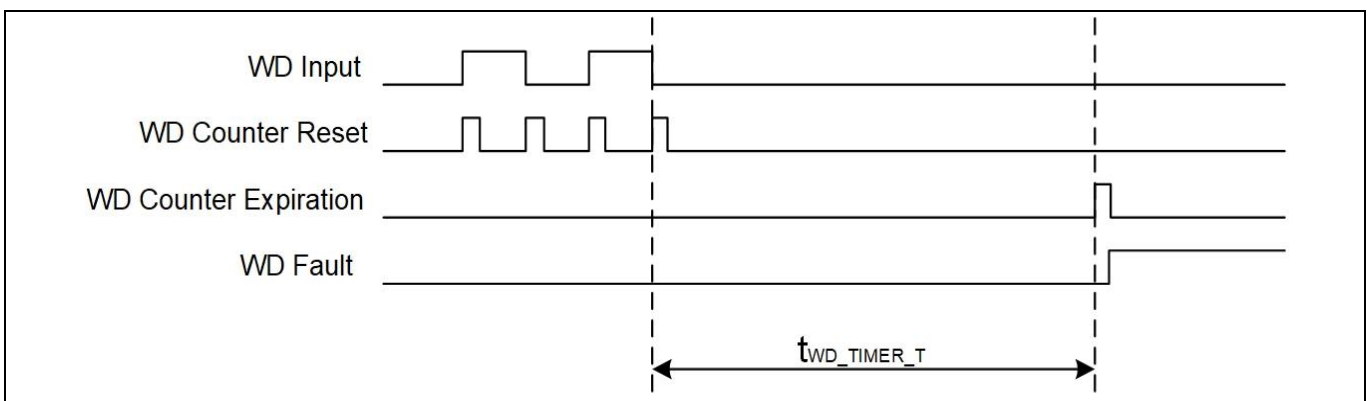 WD Input
WD Counter Reset
WD Counter Expiration
WD Fault
tWD_TIMER_T